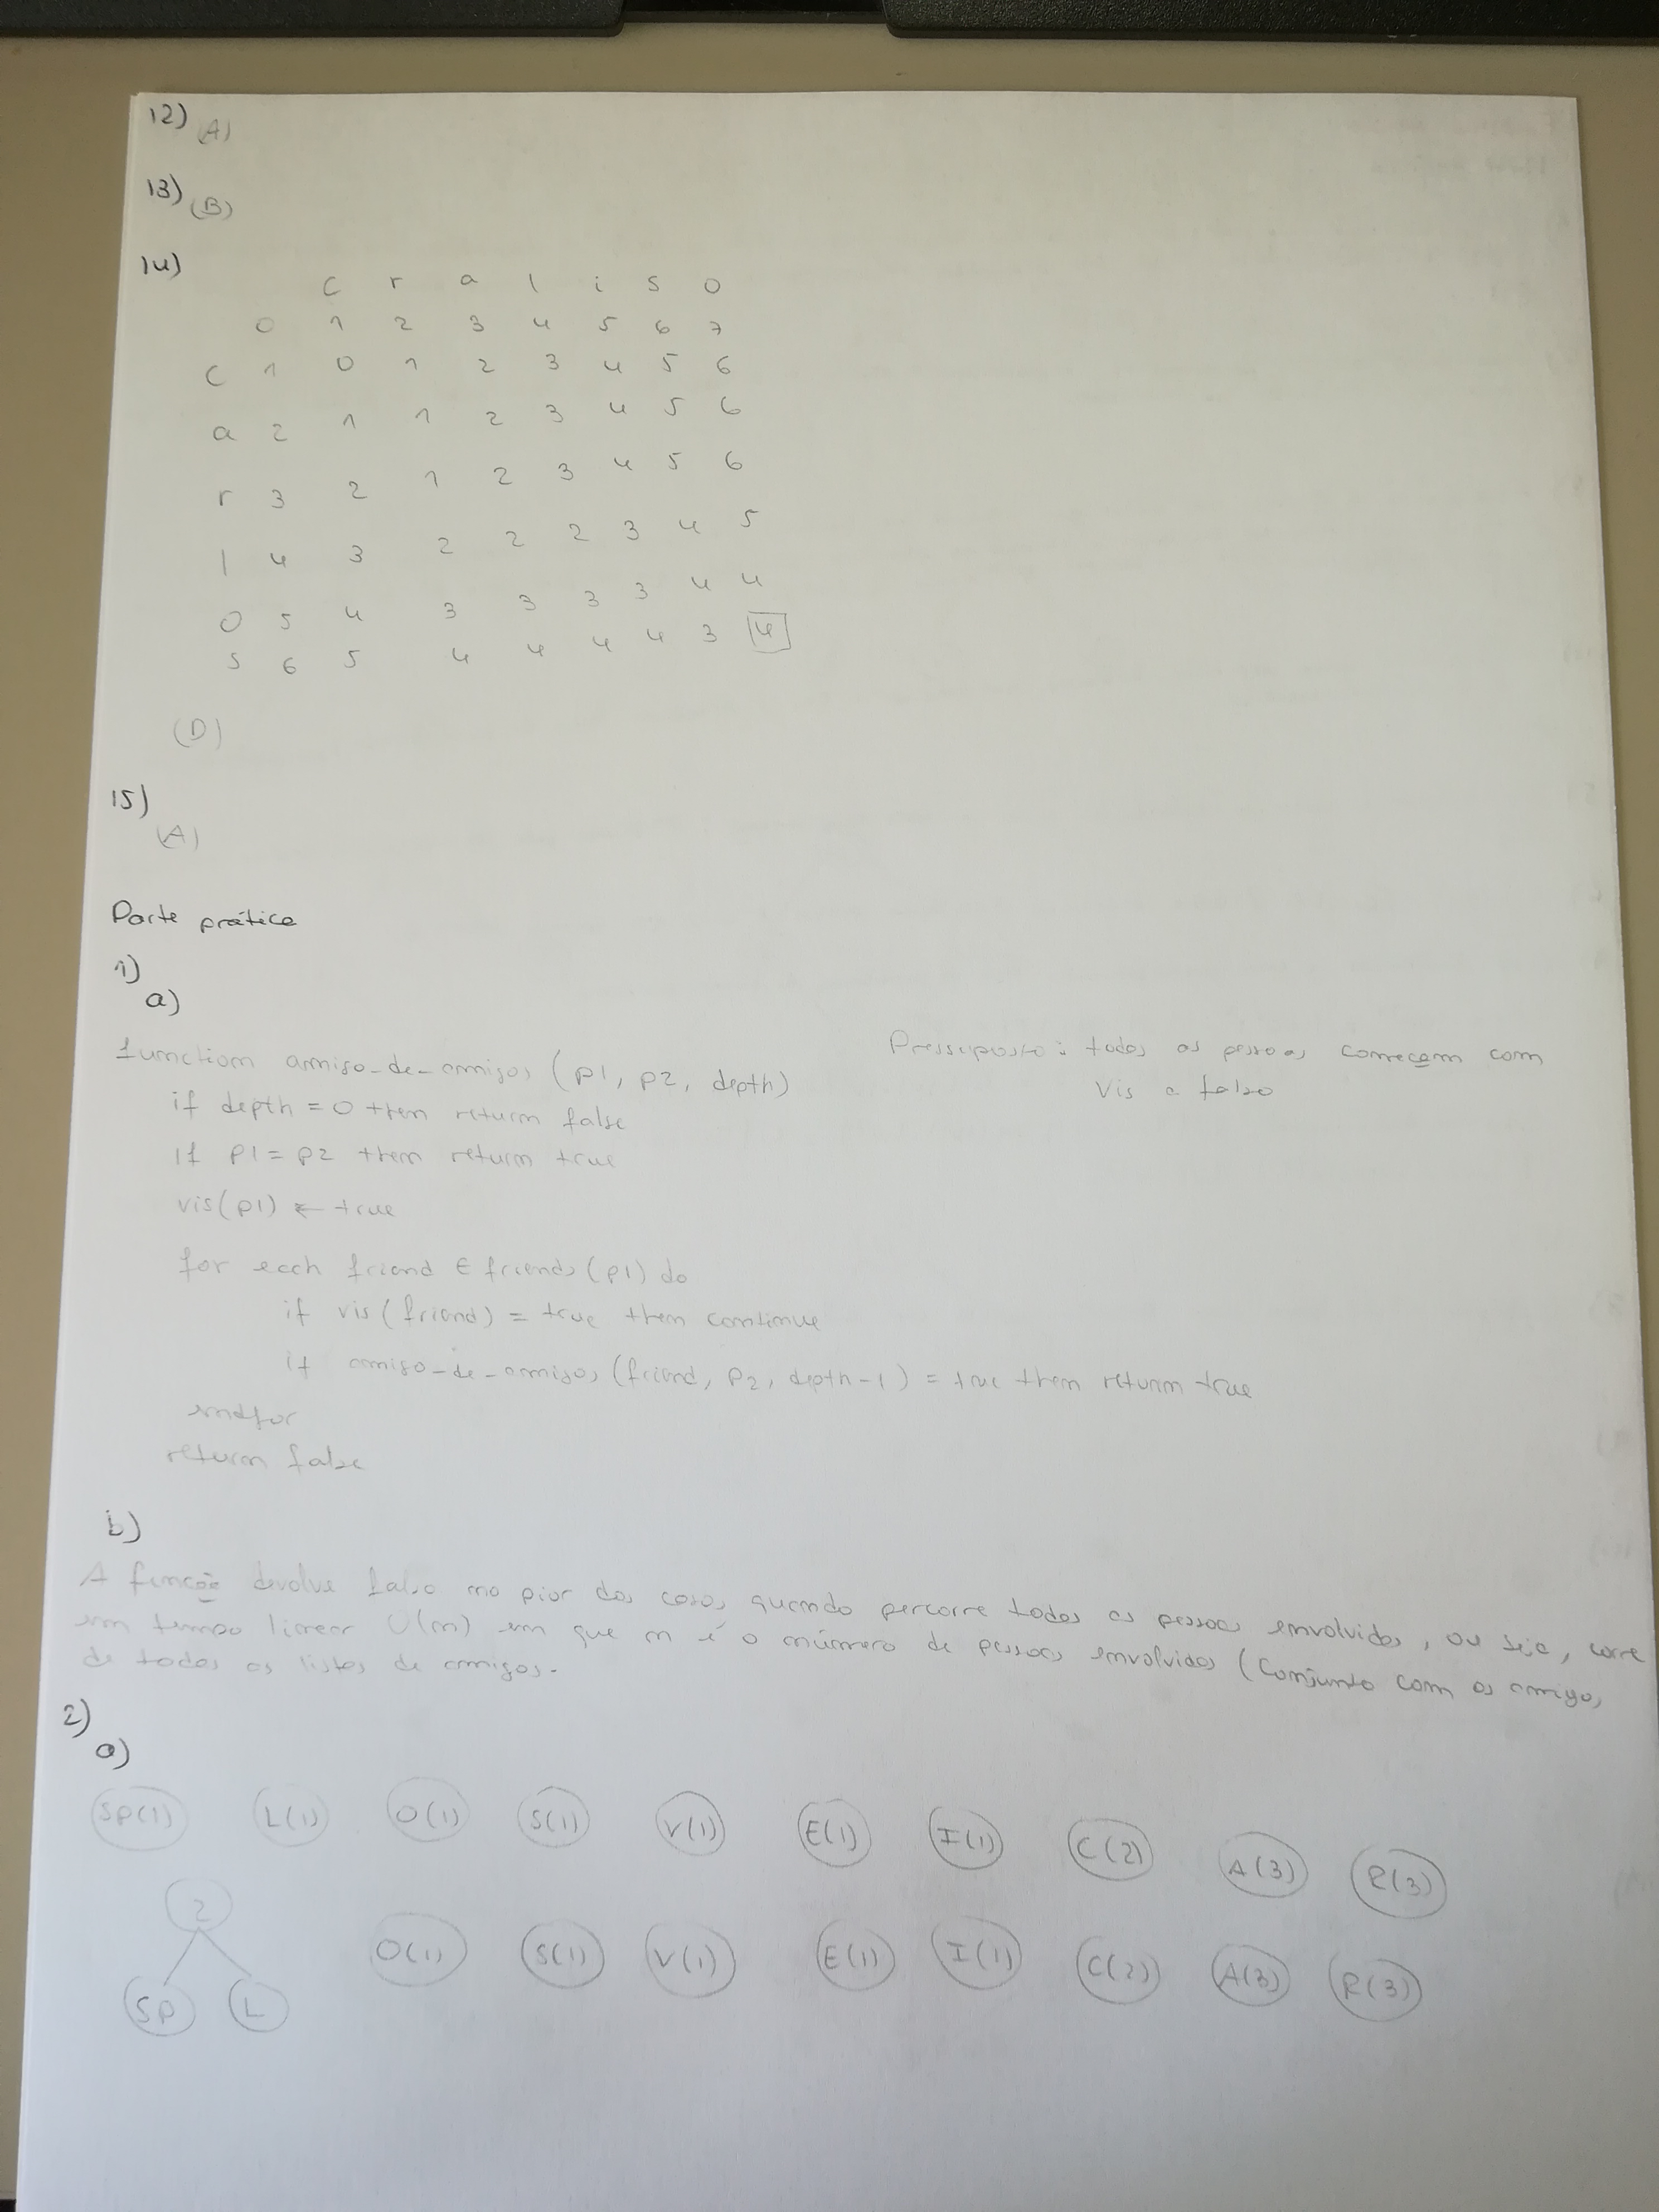 12) (A)
13) (B)
14)
c r a l i s o
0 1 2 3 4 5 6 7
c 1 0 1 2 3 4 5 6
a 2 1 1 2 3 4 5 6
r 3 2 1 2 3 4 5 6
l 4 3 2 2 2 3 4 5
o 5 4 3 3 3 3 4 4
s 6 5 4 4 4 4 3 4
(D)
15)
(A)
Parte prática
1)
a)
function amigo-de-amigos (p1, p2, depth)
Pressuposto: todas as pessoas começam com
vis a falso
if depth = 0 then return false
if p1 = p2 then return true
vis(p1) ← true
for each friend ∈ friends(p1) do
if vis(friend) = true then continue
if amigo-de-amigos (friend, p2, depth-1) = true then return true
endfor
return false
b)
A função devolve falso no pior dos casos, quando percorre todas as pessoas envolvidas, ou seja, corre
em tempo linear O(n) em que n é o número de pessoas envolvidas (conjunto com os amigos
de todas as listas de amigos.
2)
a)
SP(1) L(1) O(1) S(1) V(1) E(1) I(1) C(2) A(3) R(3)
2
O(1) S(1) V(1) E(1) I(1) C(2) A(3) R(3)
SP L